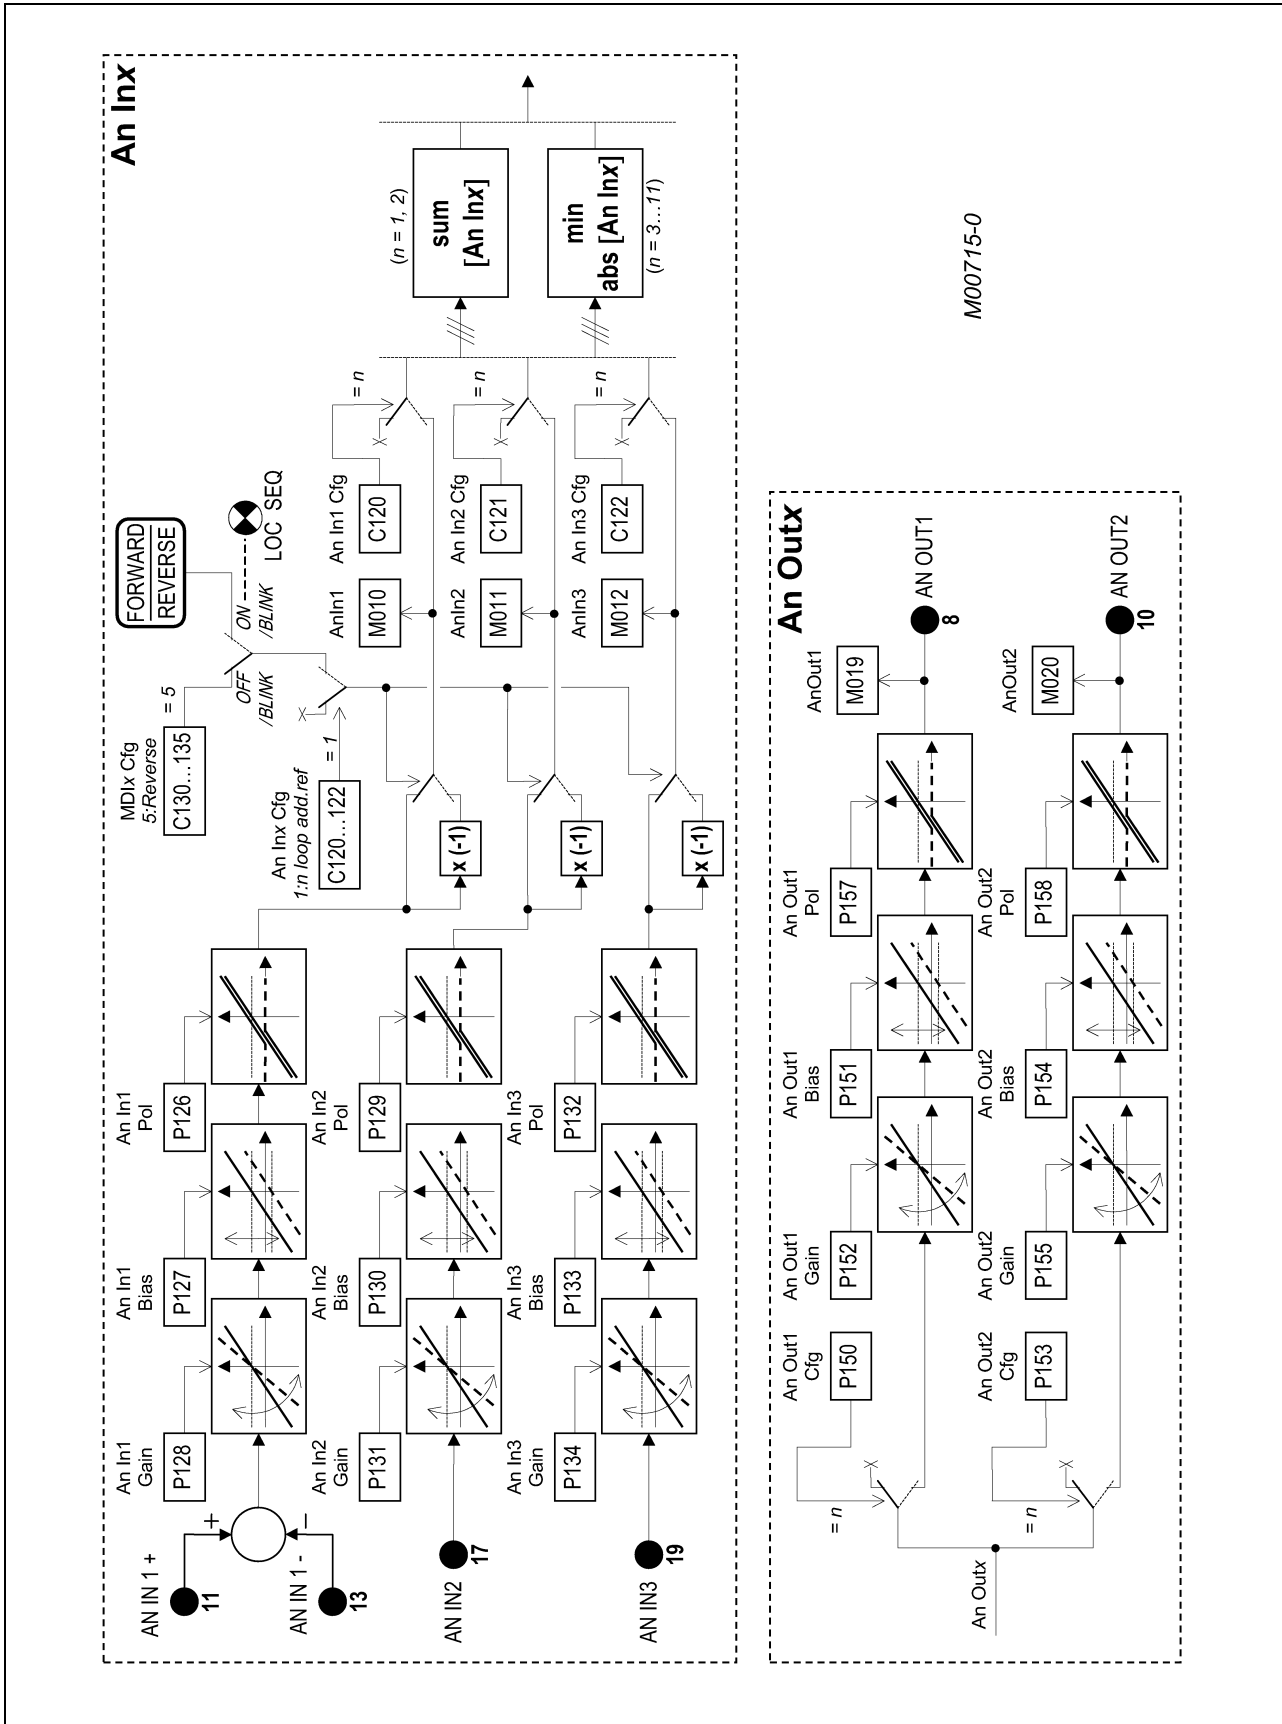 An Inx
AN IN 1 +
11
+
AN IN 1 -
13
−
An In1
Gain
P128
An In1
Bias
P127
An In1
Pol
P126
MDIx Cfg
5:Reverse
C130...135
= 5
An Inx Cfg
1:n loop add.ref
C120...122
= 1
FORWARD
REVERSE
OFF
/BLINK
ON
/BLINK
LOC SEQ
x (-1)
AnIn1
M010
An In1 Cfg
C120
= n
(n = 1, 2)
sum
[An Inx]
AN IN2
17
An In2
Gain
P131
An In2
Bias
P130
An In2
Pol
P129
x (-1)
AnIn2
M011
An In2 Cfg
C121
= n
min
abs [An Inx]
(n = 3...11)
AN IN3
19
An In3
Gain
P134
An In3
Bias
P133
An In3
Pol
P132
x (-1)
AnIn3
M012
An In3 Cfg
C122
= n
An Outx
An Outx
= n
An Out1
Cfg
P150
An Out1
Gain
P152
An Out1
Bias
P151
An Out1
Pol
P157
AnOut1
M019
AN OUT1
8
= n
An Out2
Cfg
P153
An Out2
Gain
P155
An Out2
Bias
P154
An Out2
Pol
P158
AnOut2
M020
AN OUT2
10
M00715-0